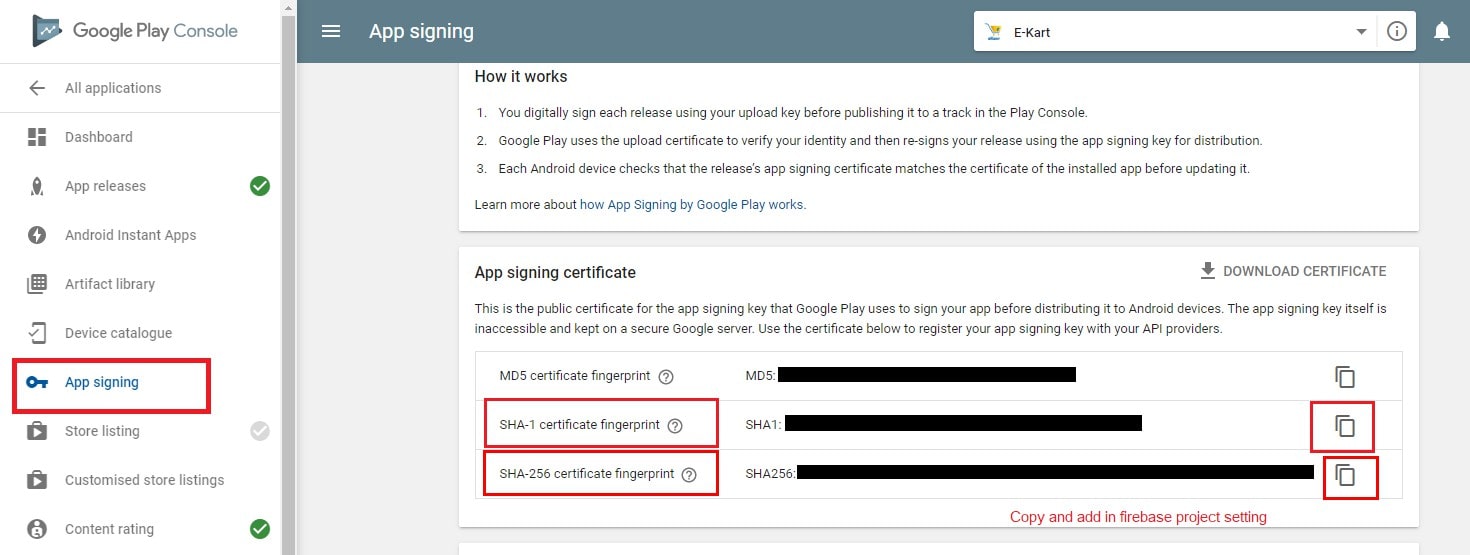 Google Play Console
App signing
E-Kart
All applications
Dashboard
App releases
Android Instant Apps
Artifact library
Device catalogue
App signing
Store listing
Customised store listings
Content rating
How it works
1. You digitally sign each release using your upload key before publishing it to a track in the Play Console.
2. Google Play uses the upload certificate to verify your identity and then re-signs your release using the app signing key for distribution.
3. Each Android device checks that the release's app signing certificate matches the certificate of the installed app before updating it.
Learn more about how App Signing by Google Play works.
App signing certificate
DOWNLOAD CERTIFICATE
This is the public certificate for the app signing key that Google Play uses to sign your app before distributing it to Android devices. The app signing key itself is
inaccessible and kept on a secure Google server. Use the certificate below to register your app signing key with your API providers.
MD5 certificate fingerprint MD5:
SHA-1 certificate fingerprint SHA1:
SHA-256 certificate fingerprint SHA256:
Copy and add in firebase project setting